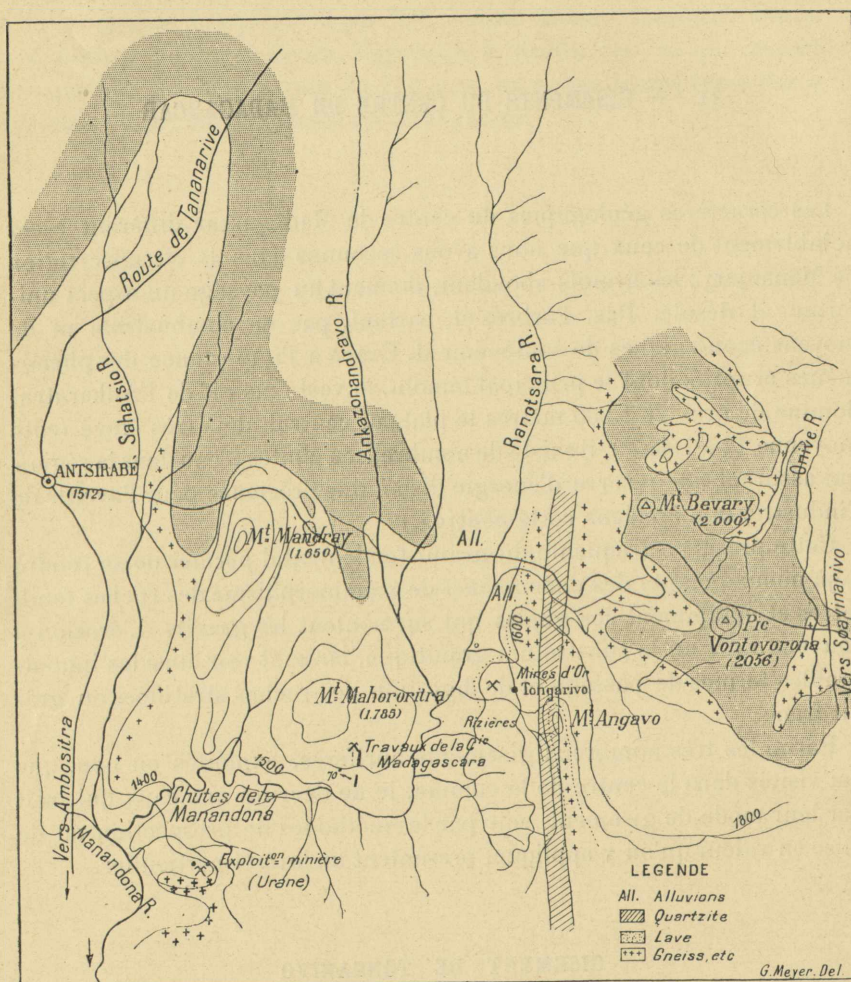 Route de Tananarive
Sahatsio R.
Ankazonandravo R.
Ranotsara R.
Onive R.
ANTSIRABÉ
(1512)
Mt. Mandray
(1.650)
All.
Mt. Bevary
(2.000)
All.
1600
Pic
Vontovorona
(2056)
Vers Soavinarivo
Mines d'Or
Tongarivo
Mt. Mahororitra
(1.785)
Rizières
Mt. Angavo
Travaux de la Cie
Madagascara
70°
Vers Ambositra
1400
1500
1800
Chutes de la
Manandona
Manandona R.
Exploiton minière
(Urane)
LEGENDE
All. Alluvions
Quartzite
Lave
Gneiss, etc
G. Meyer. Del.